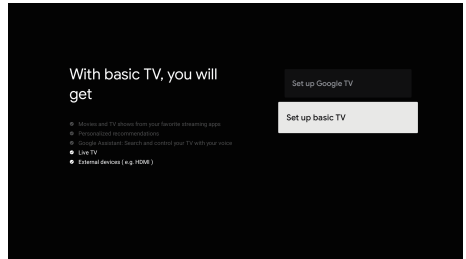 With basic TV, you will
get
Movies and TV shows from your favorite streaming apps
Personalized recommendations
Google Assistant: Search and control your TV with your voice
Live TV
External devices ( e.g. HDMI )
Set up Google TV
Set up basic TV